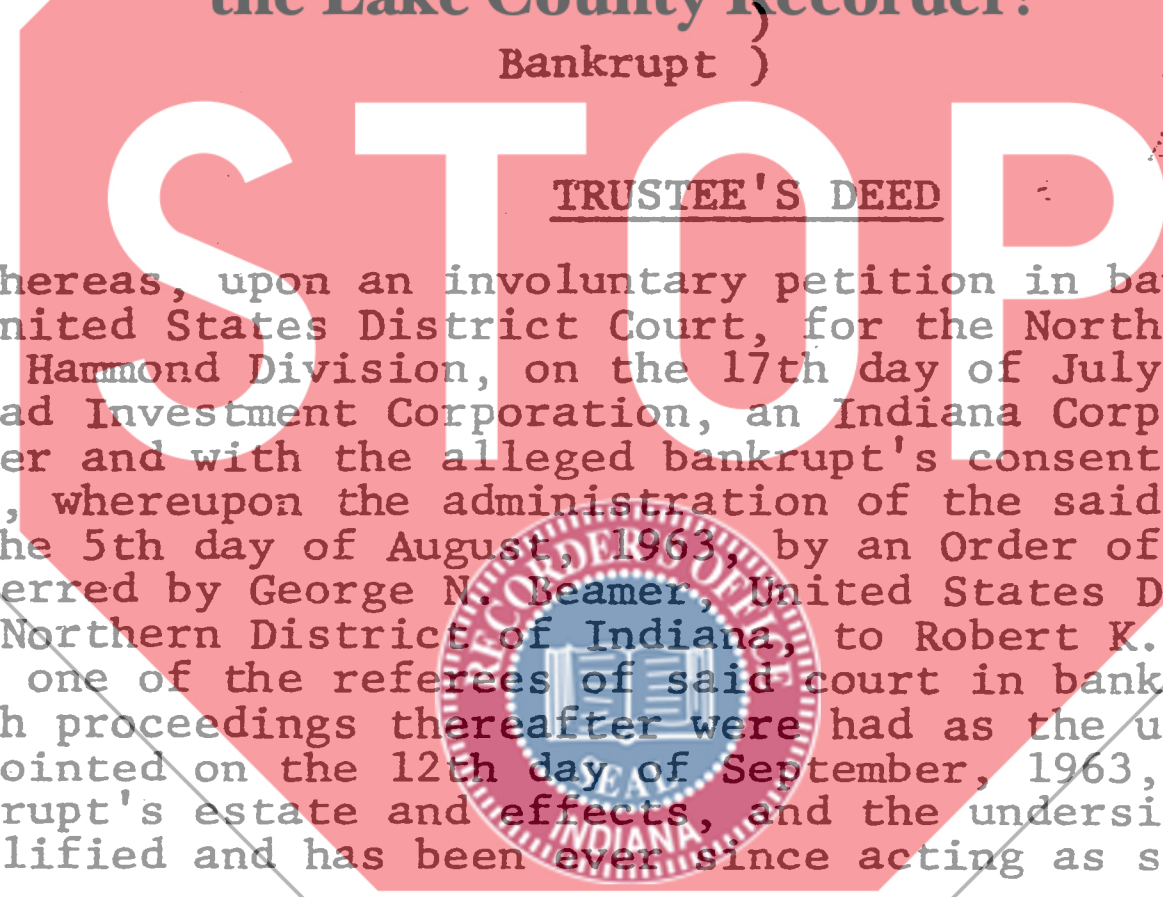 the Lake County Recorder!
)
Bankrupt )
STOP
TRUSTEE'S DEED
hereas, upon an involuntary petition in ba
nited States District Court, for the North
Hammond Division, on the 17th day of July
ad Investment Corporation, an Indiana Corp
er and with the alleged bankrupt's consent
, whereupon the administration of the said
he 5th day of August, 1963, by an Order of
erred by George N. Beamer, United States D
Northern District of Indiana, to Robert K.
one of the referees of said court in bank
h proceedings thereafter were had as the u
ointed on the 12th day of September, 1963,
rupt's estate and effects, and the undersi
lified and has been ever since acting as s
RECORDER'S OFFICE
SEAL
INDIANA